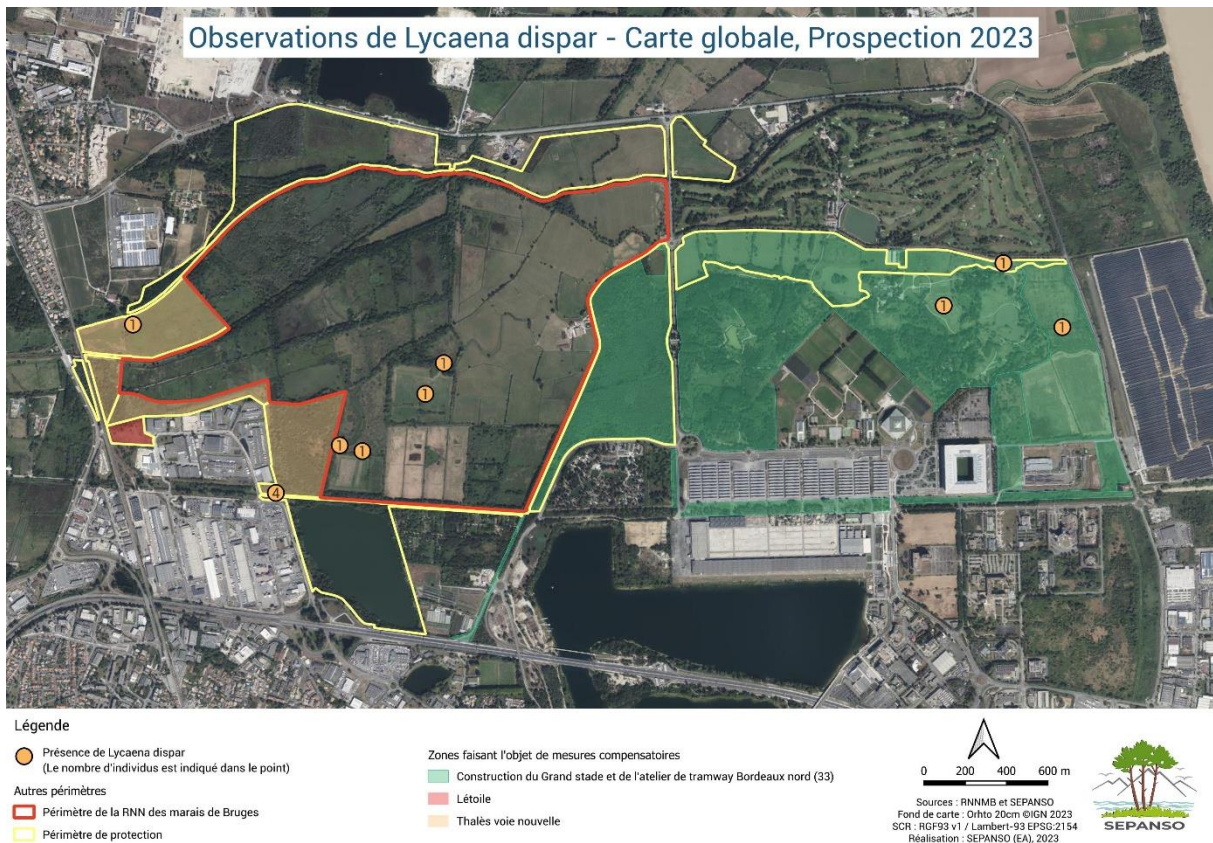 Observations de Lycaena dispar - Carte globale, Prospection 2023
1
1
1
1
1
1
1
1
4
Légende
Présence de Lycaena dispar
(Le nombre d'individus est indiqué dans le point)
Autres périmètres
Périmètre de la RNN des marais de Bruges
Périmètre de protection
Zones faisant l'objet de mesures compensatoires
Construction du Grand stade et de l'atelier de tramway Bordeaux nord (33)
Létoile
Thalès voie nouvelle
0 200 400 600 m
Sources : RNNMB et SEPANSO
Fond de carte : Orhto 20cm ©IGN 2023
SCR : RGF93 v1 / Lambert-93 EPSG:2154
Réalisation : SEPANSO (EA), 2023
SEPANSO